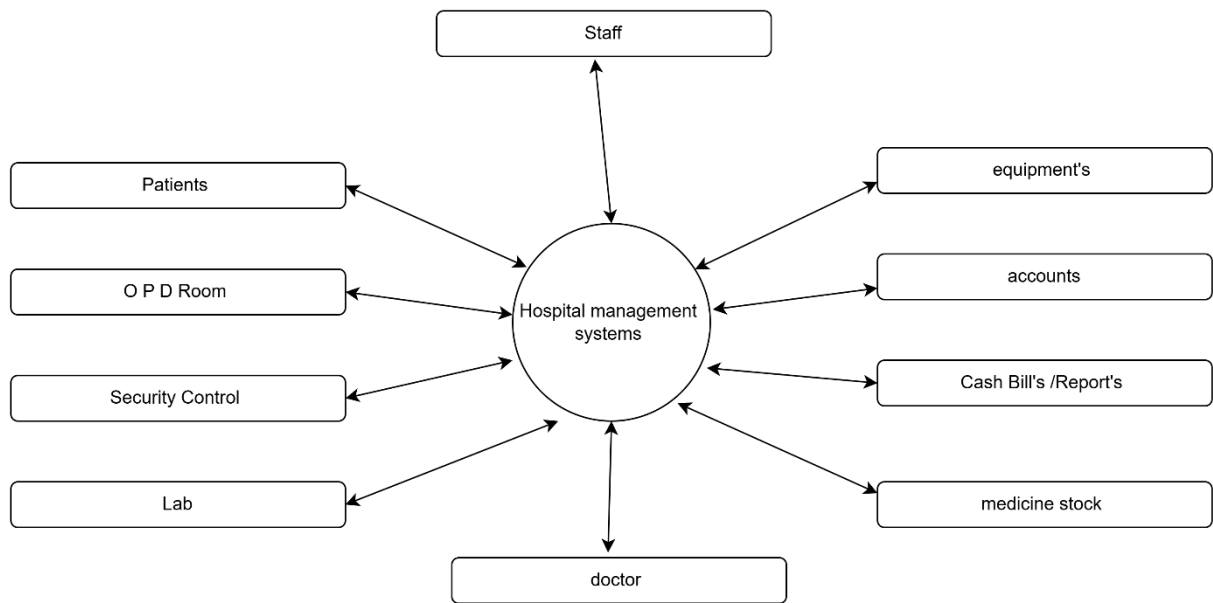 Staff
Patients
equipment's
O P D Room
accounts
Hospital management
systems
Security Control
Cash Bill's /Report's
Lab
medicine stock
doctor